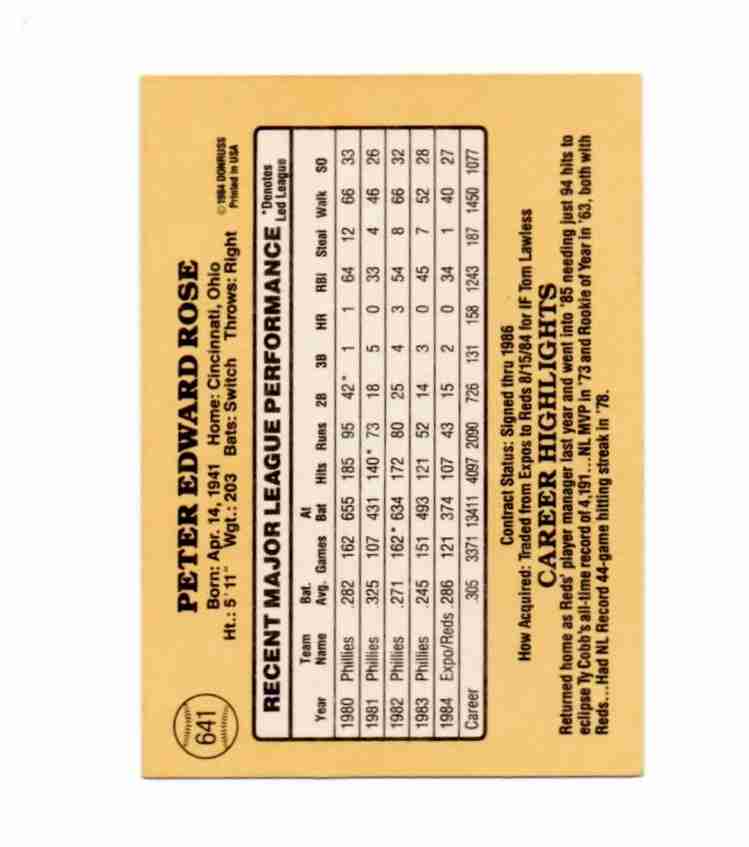 641
PETER EDWARD ROSE
Born: Apr. 14, 1941 Home: Cincinnati, Ohio
Ht.: 5'11" Wgt.: 203 Bats: Switch Throws: Right
© 1984 DONRUSS
Printed in USA
RECENT MAJOR LEAGUE PERFORMANCE
*Denotes
Led League
Year Team Name Bat. Avg. Games At Bat Hits Runs 2B 3B HR RBI Steal Walk SO
1980 Phillies .282 162 655 185 95 42* 1 1 64 12 66 33
1981 Phillies .325 107 431 140* 73 18 5 0 33 4 46 26
1982 Phillies .271 162* 634 172 80 25 4 3 54 8 66 32
1983 Phillies .245 151 493 121 52 14 3 0 45 7 52 28
1984 Expo/Reds .286 121 374 107 43 15 2 0 34 1 40 27
Career .305 3371 13411 4097 2090 726 131 158 1243 187 1450 1077
Contract Status: Signed thru 1986
How Acquired: Traded from Expos to Reds 8/15/84 for IF Tom Lawless
CAREER HIGHLIGHTS
Returned home as Reds' player manager last year and went into '85 needing just 94 hits to
eclipse Ty Cobb's all-time record of 4,191...NL MVP in '73 and Rookie of Year in '63, both with
Reds...Had NL Record 44-game hitting streak in '78.